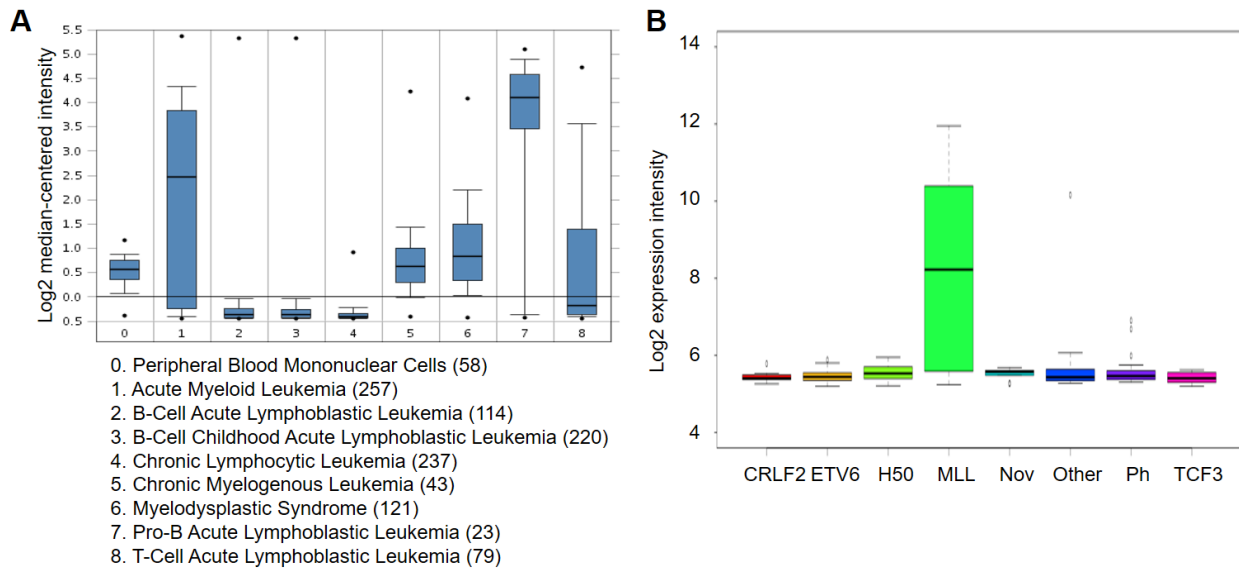 A
Log2 median-centered intensity
5.5
5.0
4.5
4.0
5.5
3.0
2.5
2.0
1.5
1.0
0.5
0.0
0.5
0 1 2 3 4 5 6 7 8
0. Peripheral Blood Mononuclear Cells (58)
1. Acute Myeloid Leukemia (257)
2. B-Cell Acute Lymphoblastic Leukemia (114)
3. B-Cell Childhood Acute Lymphoblastic Leukemia (220)
4. Chronic Lymphocytic Leukemia (237)
5. Chronic Myelogenous Leukemia (43)
6. Myelodysplastic Syndrome (121)
7. Pro-B Acute Lymphoblastic Leukemia (23)
8. T-Cell Acute Lymphoblastic Leukemia (79)
B
Log2 expression intensity
14
12
10
8
6
4
CRLF2 ETV6 H50 MLL Nov Other Ph TCF3